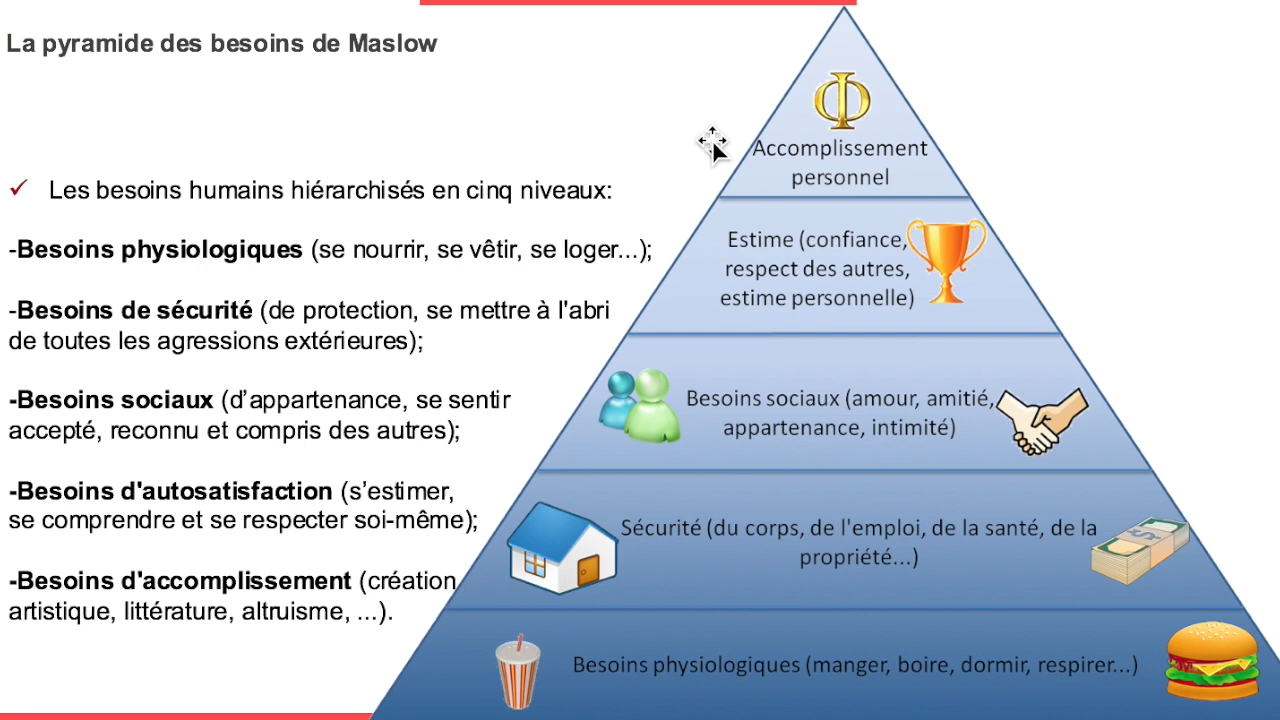 La pyramide des besoins de Maslow
✓ Les besoins humains hiérarchisés en cinq niveaux:
-Besoins physiologiques (se nourrir, se vêtir, se loger...);
-Besoins de sécurité (de protection, se mettre à l'abri
de toutes les agressions extérieures);
-Besoins sociaux (d’appartenance, se sentir
accepté, reconnu et compris des autres);
-Besoins d'autosatisfaction (s’estimer,
se comprendre et se respecter soi-même);
-Besoins d'accomplissement (création
artistique, littérature, altruisme, ...).
Φ
Accomplissement
personnel
Estime (confiance,
respect des autres,
estime personnelle)
Besoins sociaux (amour, amitié,
appartenance, intimité)
Sécurité (du corps, de l'emploi, de la santé, de la
propriété...)
Besoins physiologiques (manger, boire, dormir, respirer...)